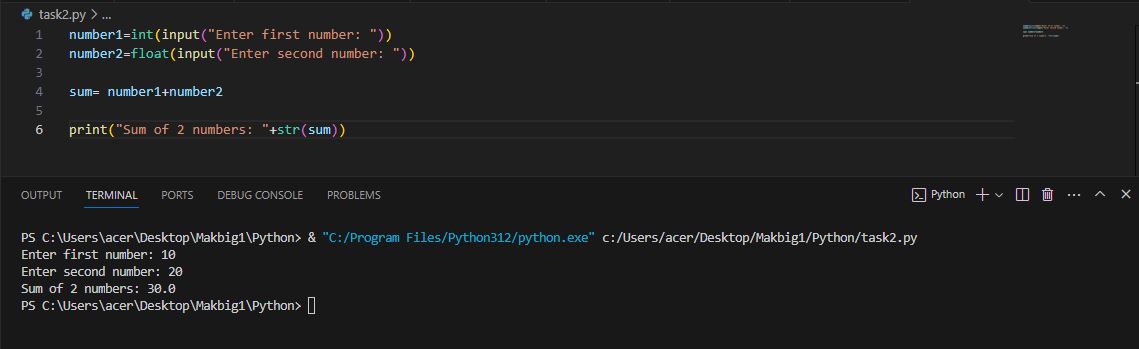 task2.py > ...
1 number1=int(input("Enter first number: "))
2 number2=float(input("Enter second number: "))
3
4 sum= number1+number2
5
6 print("Sum of 2 numbers: "+str(sum))
OUTPUT TERMINAL PORTS DEBUG CONSOLE PROBLEMS Python
PS C:\Users\acer\Desktop\Makbig1\Python> & "C:/Program Files/Python312/python.exe" c:/Users/acer/Desktop/Makbig1/Python/task2.py
Enter first number: 10
Enter second number: 20
Sum of 2 numbers: 30.0
PS C:\Users\acer\Desktop\Makbig1\Python>